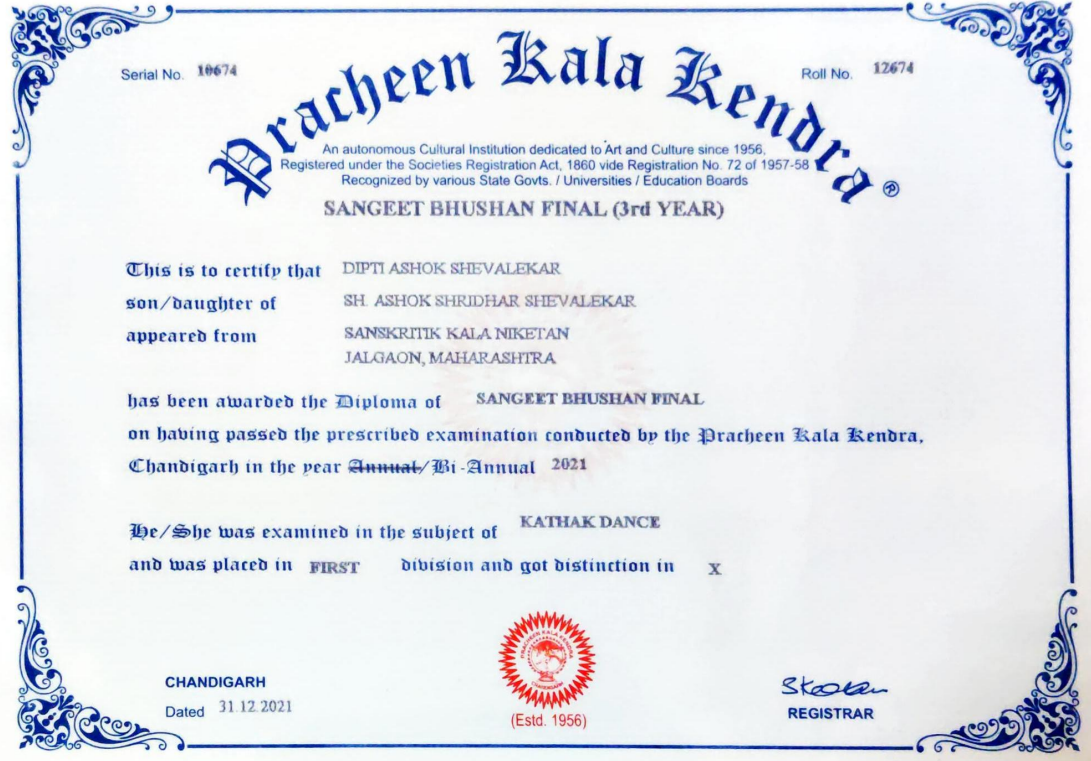 Serial No. 10674
Roll No. 12674
Pracheen Kala Kendra ®
An autonomous Cultural Institution dedicated to Art and Culture since 1956,
Registered under the Societies Registration Act, 1860 vide Registration No. 72 of 1957-58
Recognized by various State Govts. / Universities / Education Boards
SANGEET BHUSHAN FINAL (3rd YEAR)
This is to certify that DIPTI ASHOK SHEVALEKAR
son/daughter of SH. ASHOK SHRIDHAR SHEVALEKAR
appeared from SANSKRITIK KALA NIKETAN
JALGAON, MAHARASHTRA
has been awarded the Diploma of SANGEET BHUSHAN FINAL
on having passed the prescribed examination conducted by the Pracheen Kala Kendra,
Chandigarh in the year Annual/Bi-Annual 2021
He/She was examined in the subject of KATHAK DANCE
and was placed in FIRST division and got distinction in X
PRACHEEN KALA KENDRA
CHANDIGARH
(Estd. 1956)
CHANDIGARH
Dated 31.12.2021
REGISTRAR